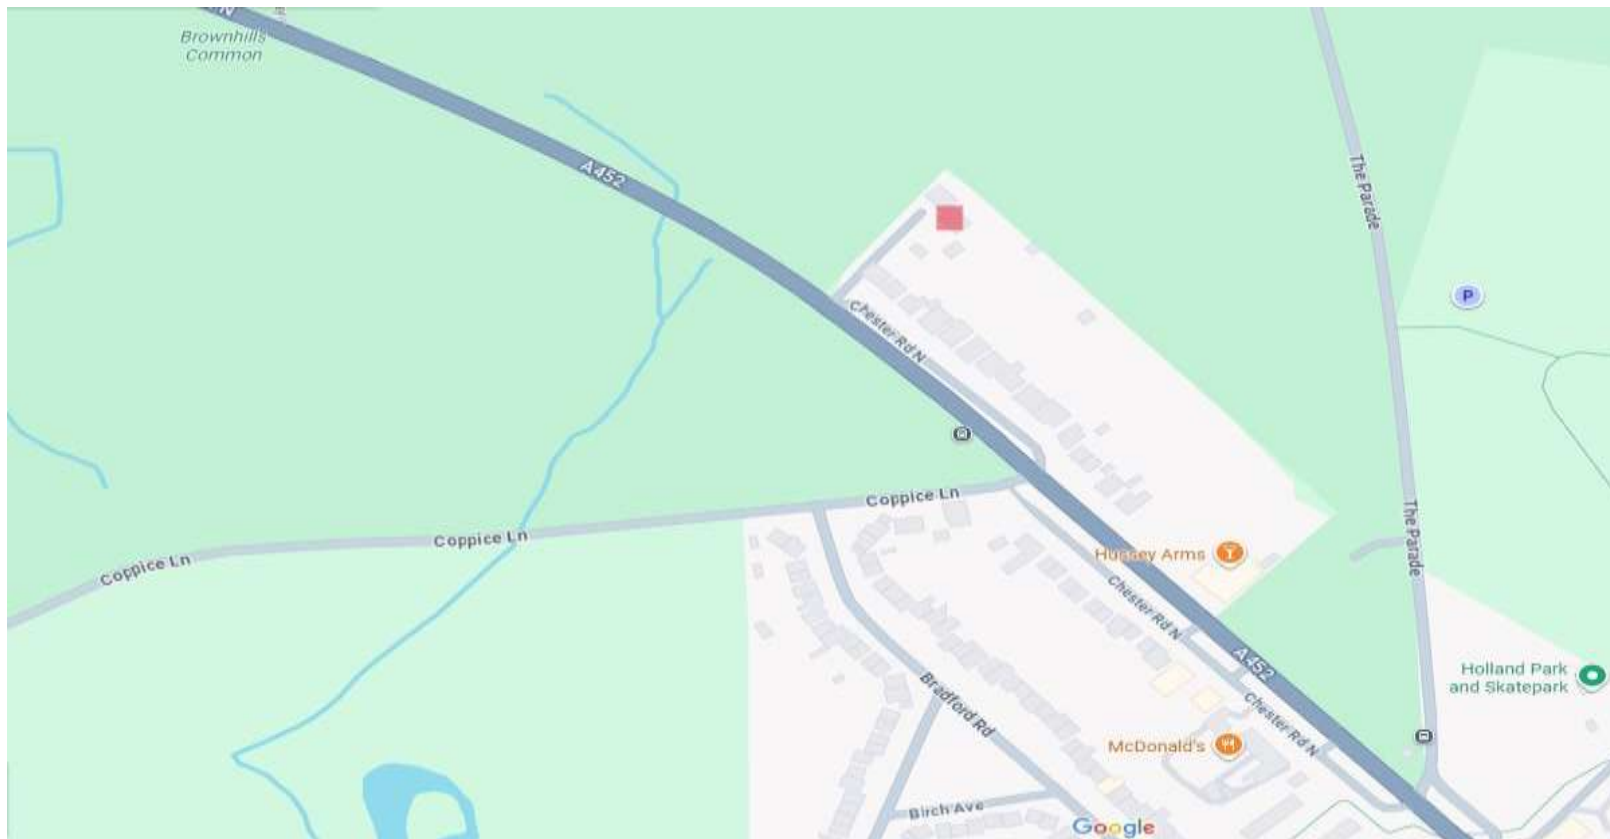 N
Brownhills
Common
A452
The Parade
P
Chester Rd N
Coppice Ln
Coppice Ln
Coppice Ln
The Parade
Hussey Arms
Chester Rd N
A452
Holland Park
and Skatepark
Bradford Rd
Chester Rd N
McDonald's
Birch Ave
Google